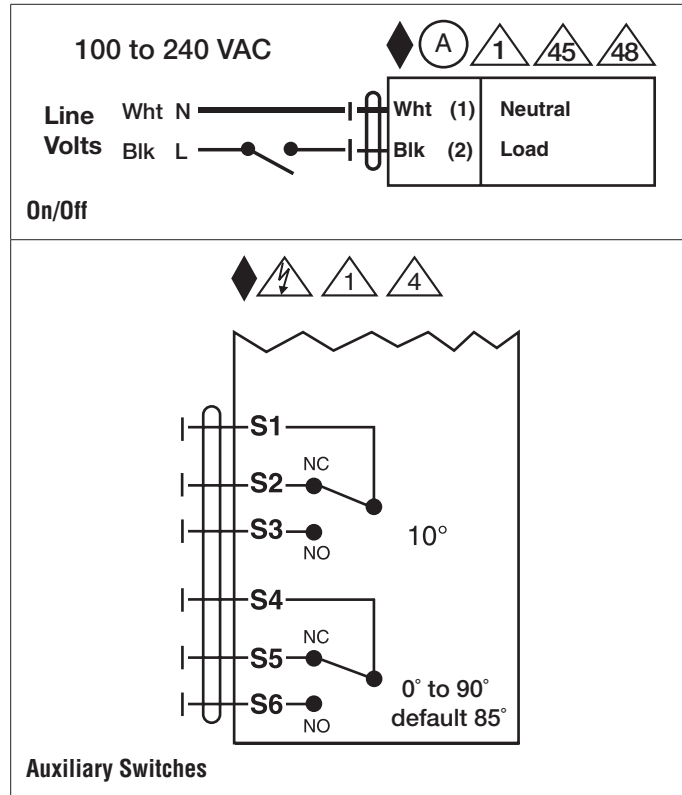 100 to 240 VAC
A 1 45 48
Line Volts
Wht N
Wht (1) Neutral
Blk L
Blk (2) Load
On/Off
1 4
S1
NC
S2
S3
NO
10°
S4
NC
S5
S6
NO
0° to 90°
default 85°
Auxiliary Switches